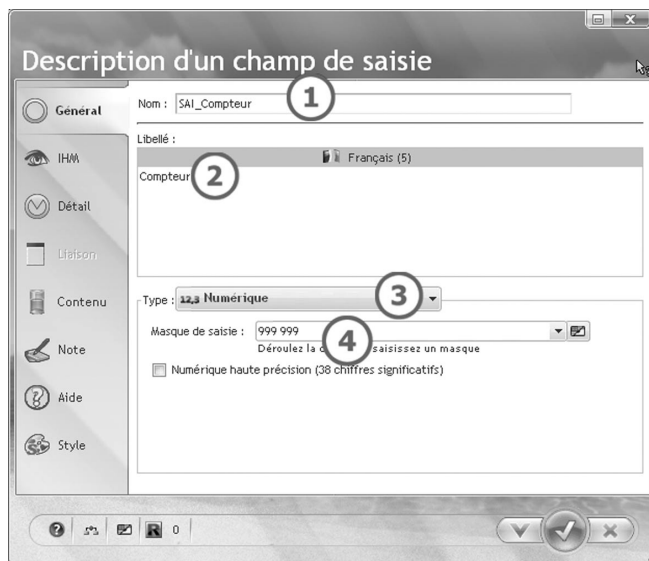 Description d'un champ de saisie
Général
IHM
Détail
Liaison
Contenu
Note
Aide
Style
Nom : SAI_Compteur
1
Libellé :
Français (5)
Compteur
2
Type : 12,3 Numérique
3
Masque de saisie : 999 999
4
Déroulez la saisissez un masque
Numérique haute précision (38 chiffres significatifs)
R 0